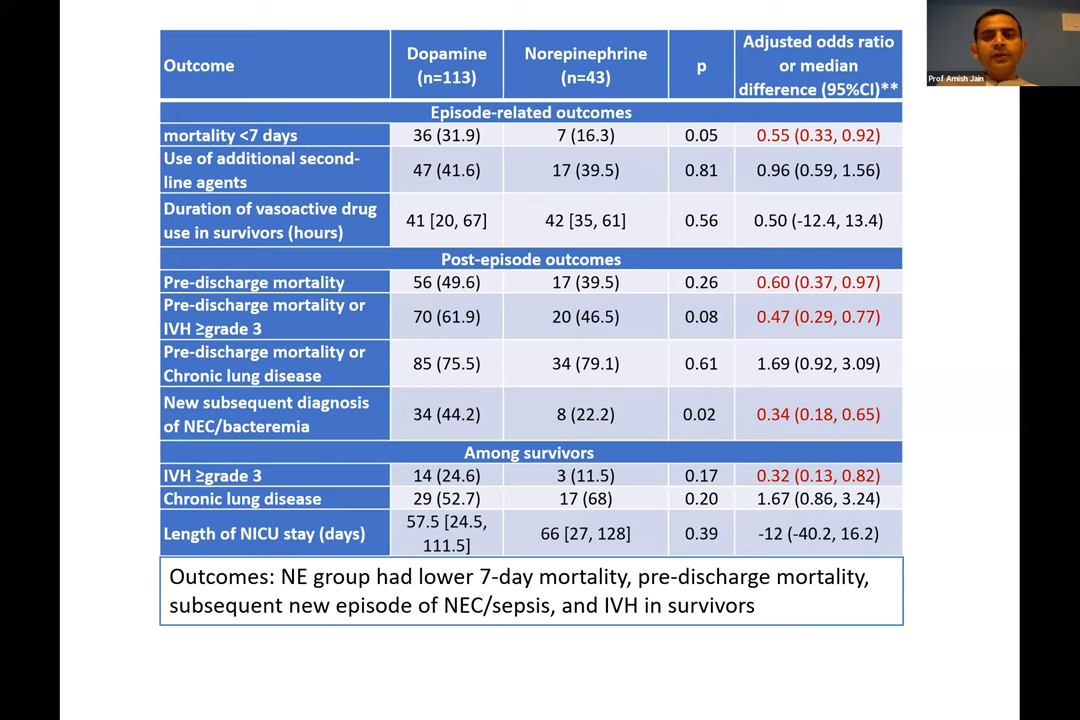 Outcome
Dopamine
(n=113)
Norepinephrine
(n=43)
p
Adjusted odds ratio
or median
difference (95%CI)**
Episode-related outcomes
mortality <7 days 36 (31.9) 7 (16.3) 0.05 0.55 (0.33, 0.92)
Use of additional second-
line agents
47 (41.6) 17 (39.5) 0.81 0.96 (0.59, 1.56)
Duration of vasoactive drug
use in survivors (hours)
41 [20, 67] 42 [35, 61] 0.56 0.50 (-12.4, 13.4)
Post-episode outcomes
Pre-discharge mortality 56 (49.6) 17 (39.5) 0.26 0.60 (0.37, 0.97)
Pre-discharge mortality or
IVH ≥grade 3
70 (61.9) 20 (46.5) 0.08 0.47 (0.29, 0.77)
Pre-discharge mortality or
Chronic lung disease
85 (75.5) 34 (79.1) 0.61 1.69 (0.92, 3.09)
New subsequent diagnosis
of NEC/bacteremia
34 (44.2) 8 (22.2) 0.02 0.34 (0.18, 0.65)
Among survivors
IVH ≥grade 3 14 (24.6) 3 (11.5) 0.17 0.32 (0.13, 0.82)
Chronic lung disease 29 (52.7) 17 (68) 0.20 1.67 (0.86, 3.24)
Length of NICU stay (days)
57.5 [24.5,
111.5]
66 [27, 128] 0.39 -12 (-40.2, 16.2)
Outcomes: NE group had lower 7-day mortality, pre-discharge mortality,
subsequent new episode of NEC/sepsis, and IVH in survivors
Prof Amish Jain